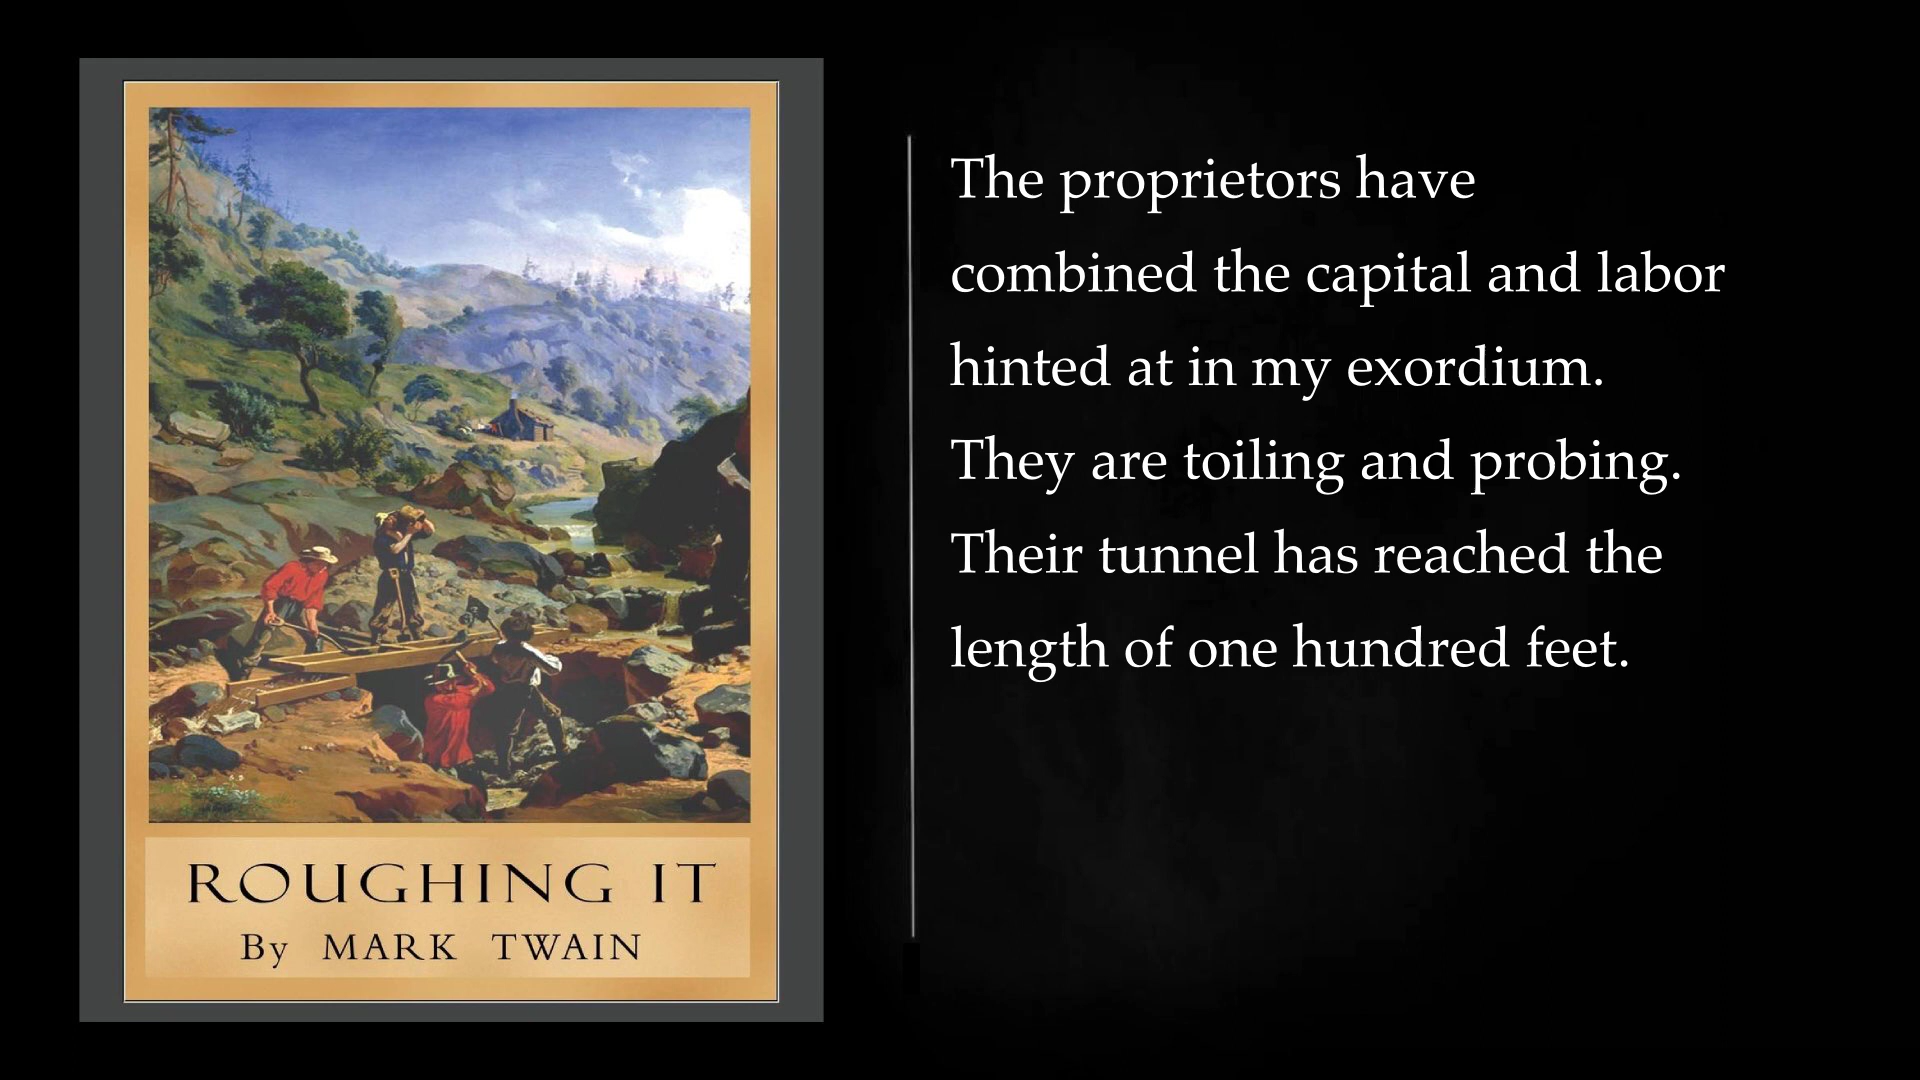 The proprietors have
combined the capital and labor
hinted at in my exordium.
They are toiling and probing.
Their tunnel has reached the
length of one hundred feet.
ROUGHING IT
By MARK TWAIN